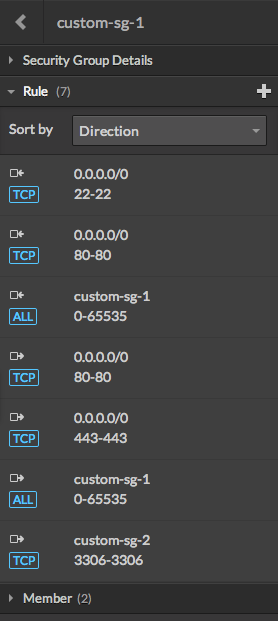 custom-sg-1
Security Group Details
Rule (7)
Sort by Direction
0.0.0.0/0
TCP 22-22
0.0.0.0/0
TCP 80-80
custom-sg-1
ALL 0-65535
0.0.0.0/0
TCP 80-80
0.0.0.0/0
TCP 443-443
custom-sg-1
ALL 0-65535
custom-sg-2
TCP 3306-3306
Member (2)